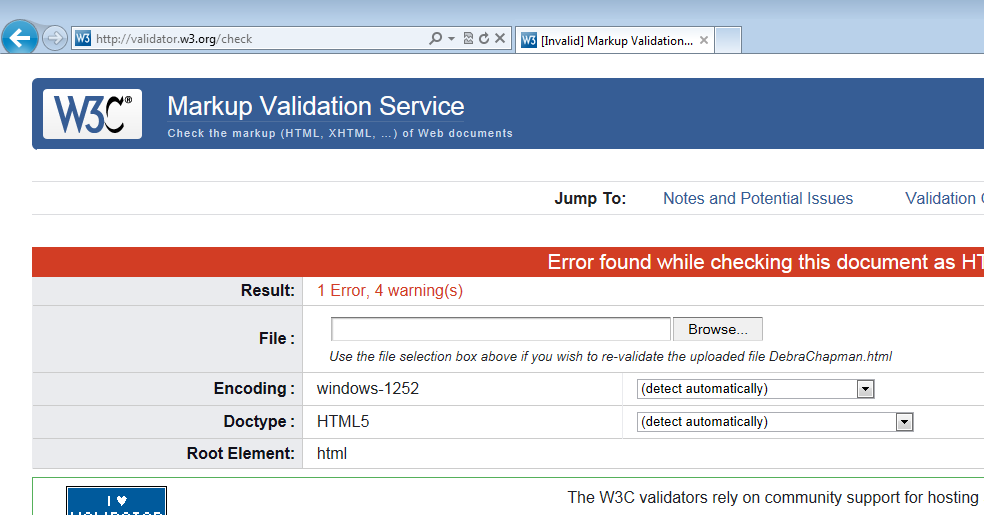 W3 http://validator.w3.org/check
W3 [Invalid] Markup Validation...
W3C® Markup Validation Service
Check the markup (HTML, XHTML, …) of Web documents
Jump To: Notes and Potential Issues Validation
Error found while checking this document as HT
Result: 1 Error, 4 warning(s)
File : Browse...
Use the file selection box above if you wish to re-validate the uploaded file DebraChapman.html
Encoding : windows-1252 (detect automatically)
Doctype : HTML5 (detect automatically)
Root Element: html
I ♥ The W3C validators rely on community support for hosting
VALIDATOR